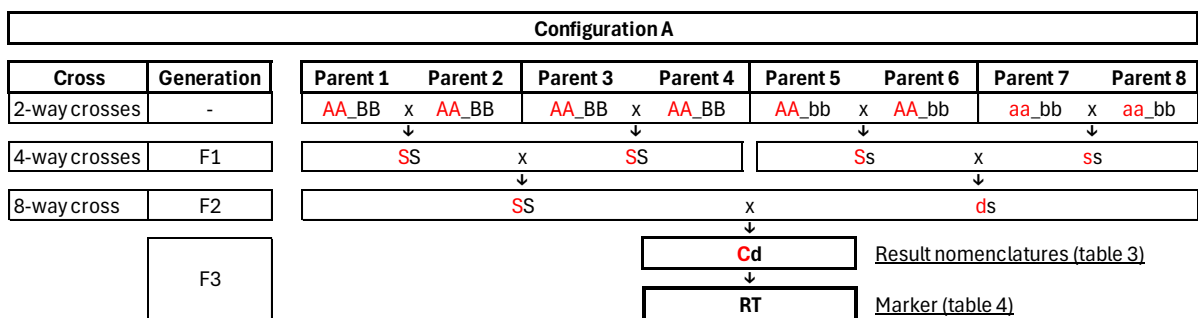 Configuration A
Cross Generation Parent 1 Parent 2 Parent 3 Parent 4 Parent 5 Parent 6 Parent 7 Parent 8
2-way crosses - AA_BB x AA_BB AA_BB x AA_BB AA_bb x AA_bb aa_bb x aa_bb
4-way crosses F1 SS x SS Ss x ss
8-way cross F2 SS x ds
F3 Cd Result nomenclatures (table 3)
RT Marker (table 4)